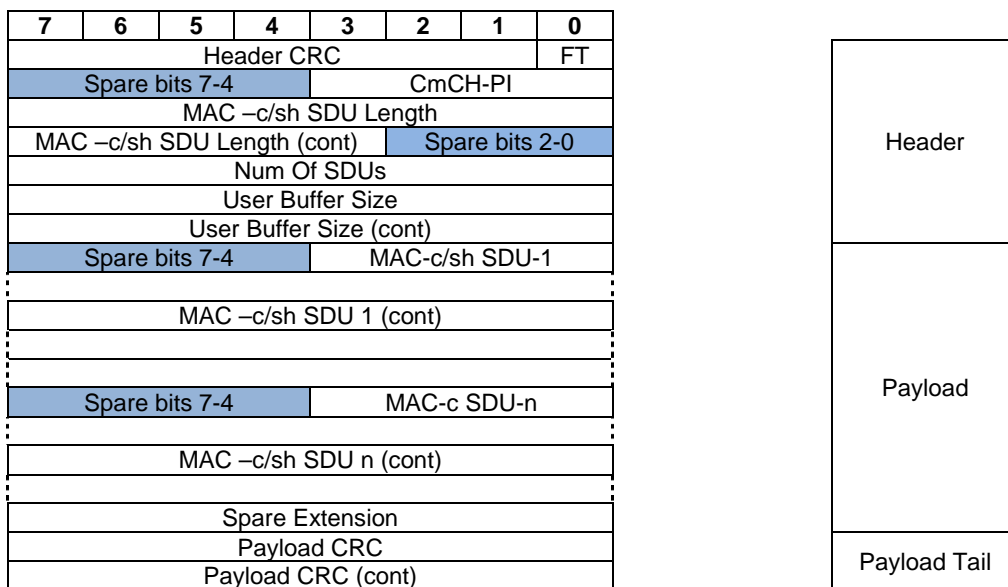 7 6 5 4 3 2 1 0
Header CRC FT
Spare bits 7-4 CmCH-PI
MAC –c/sh SDU Length
MAC –c/sh SDU Length (cont) Spare bits 2-0
Num Of SDUs
User Buffer Size
User Buffer Size (cont)
Spare bits 7-4 MAC-c/sh SDU-1
MAC –c/sh SDU 1 (cont)
Spare bits 7-4 MAC-c SDU-n
MAC –c/sh SDU n (cont)
Spare Extension
Payload CRC
Payload CRC (cont)
Header
Payload
Payload Tail